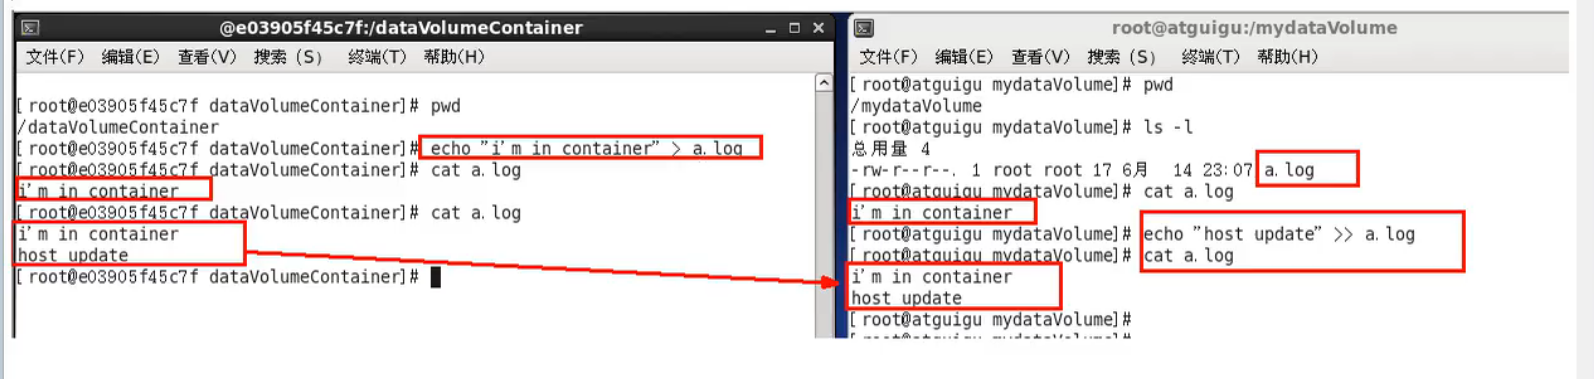 @e03905f45c7f:/dataVolumeContainer
文件(F) 编辑(E) 查看(V) 搜索 (S) 终端(T) 帮助(H)
[root@e03905f45c7f dataVolumeContainer]# pwd
/dataVolumeContainer
[root@e03905f45c7f dataVolumeContainer]# echo "i'm in container" > a.log
[root@e03905f45c7f dataVolumeContainer]# cat a.log
i'm in container
[root@e03905f45c7f dataVolumeContainer]# cat a.log
i'm in container
host update
[root@e03905f45c7f dataVolumeContainer]#
root@atguigu:/mydataVolume
文件(F) 编辑(E) 查看(V) 搜索 (S) 终端(T) 帮助(H)
[root@atguigu mydataVolume]# pwd
/mydataVolume
[root@atguigu mydataVolume]# ls -l
总用量 4
-rw-r--r--. 1 root root 17 6月 14 23:07 a.log
[root@atguigu mydataVolume]# cat a.log
i'm in container
[root@atguigu mydataVolume]# echo "host update" >> a.log
[root@atguigu mydataVolume]# cat a.log
i'm in container
host update
[root@atguigu mydataVolume]#